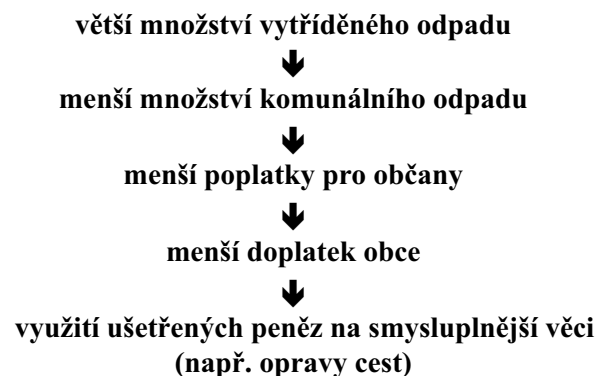 větší množství vytříděného odpadu
menší množství komunálního odpadu
menší poplatky pro občany
menší doplatek obce
využití ušetřených peněz na smysluplnější věci
(např. opravy cest)